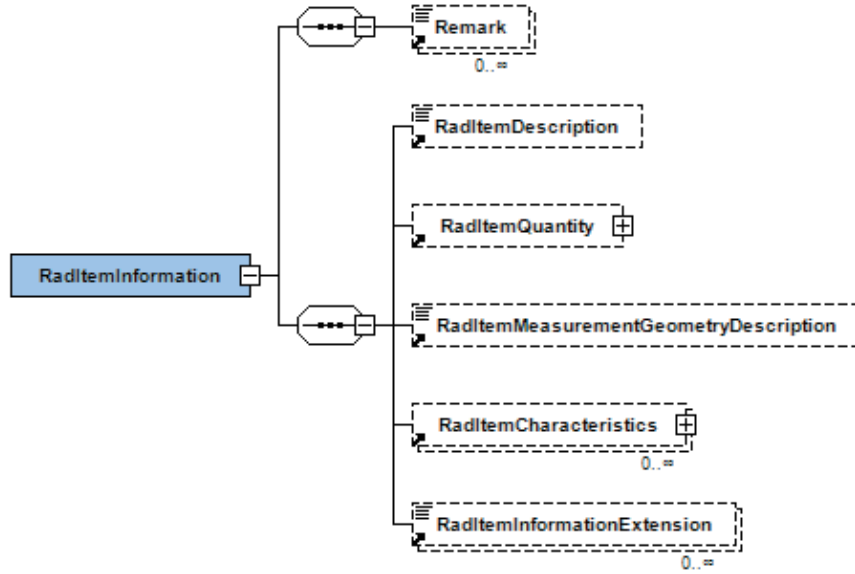 Remark
0..∞
RadItemDescription
RadItemQuantity
RadItemInformation
RadItemMeasurementGeometryDescription
RadItemCharacteristics
0..∞
RadItemInformationExtension
0..∞